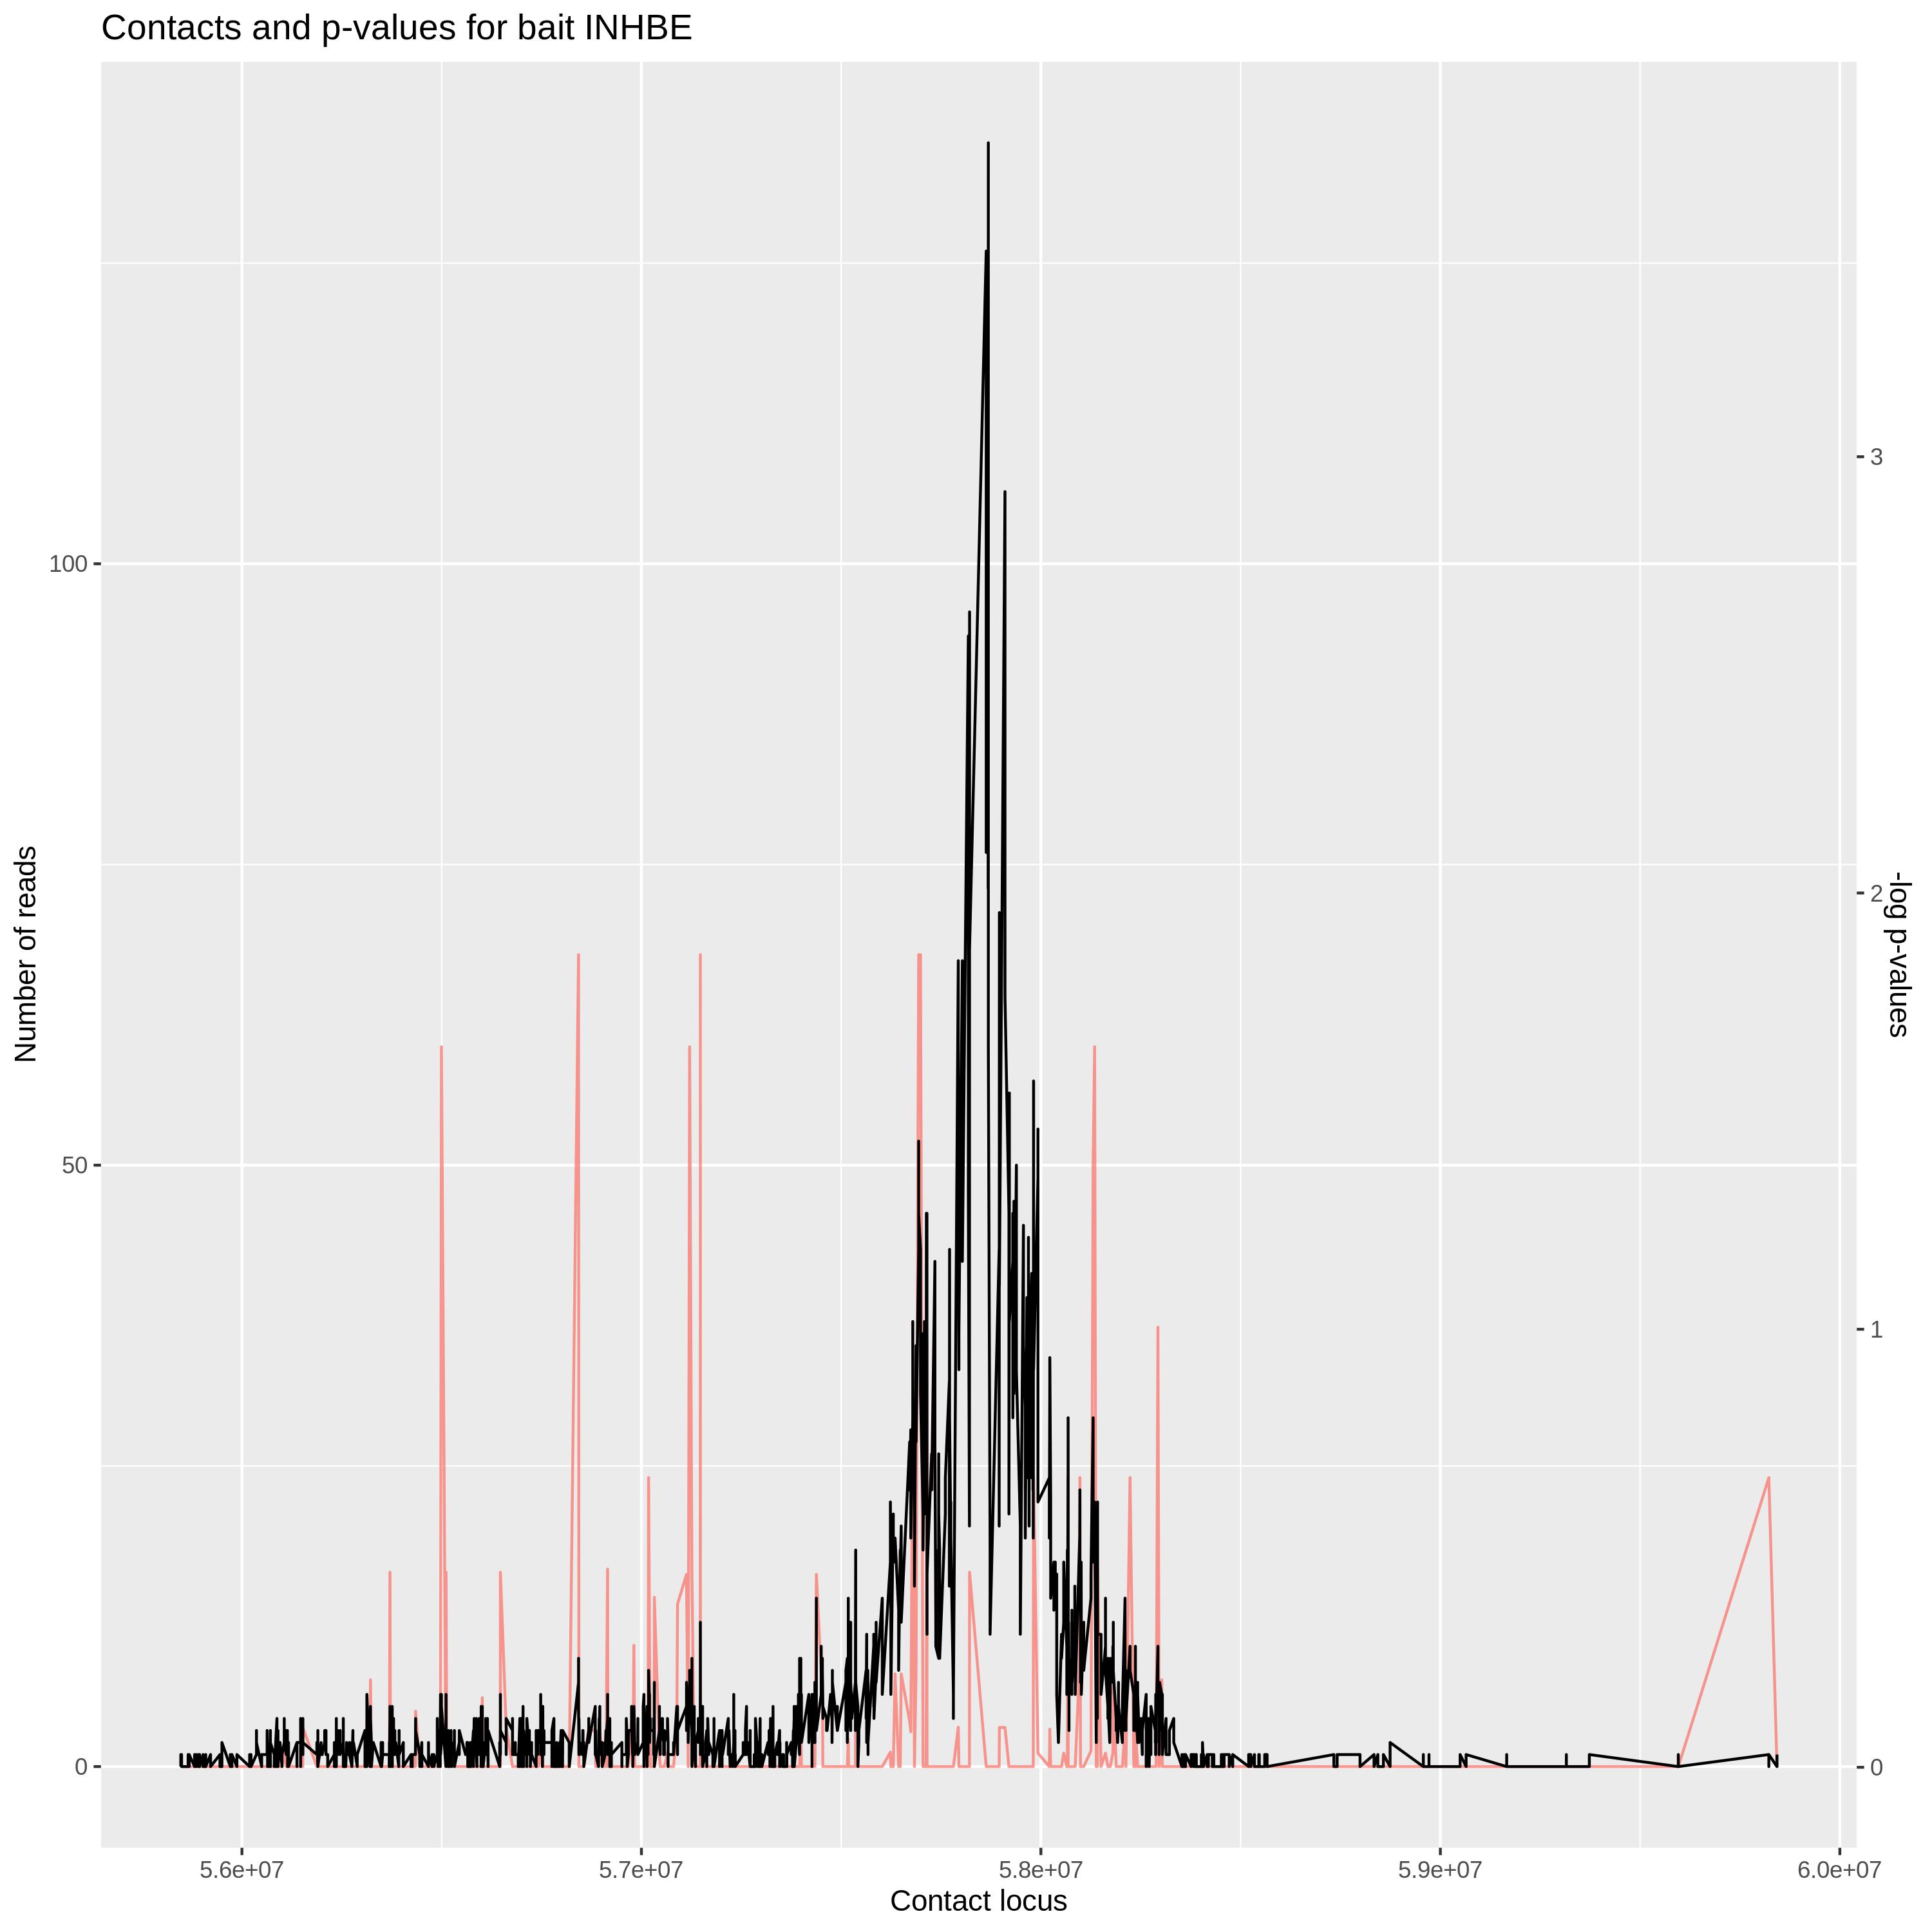 Contacts and p-values for bait INHBE
Number of reads
100
50
0
3
2
1
0
-log p-values
5.6e+07
5.7e+07
5.8e+07
5.9e+07
6.0e+07
Contact locus